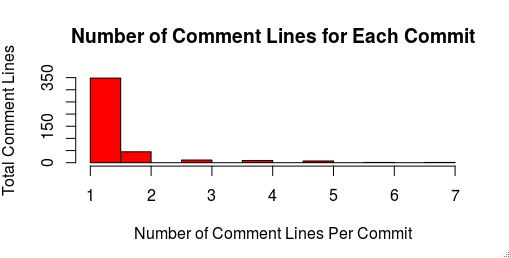 Number of Comment Lines for Each Commit
Total Comment Lines
350
150
0
1 2 3 4 5 6 7
Number of Comment Lines Per Commit